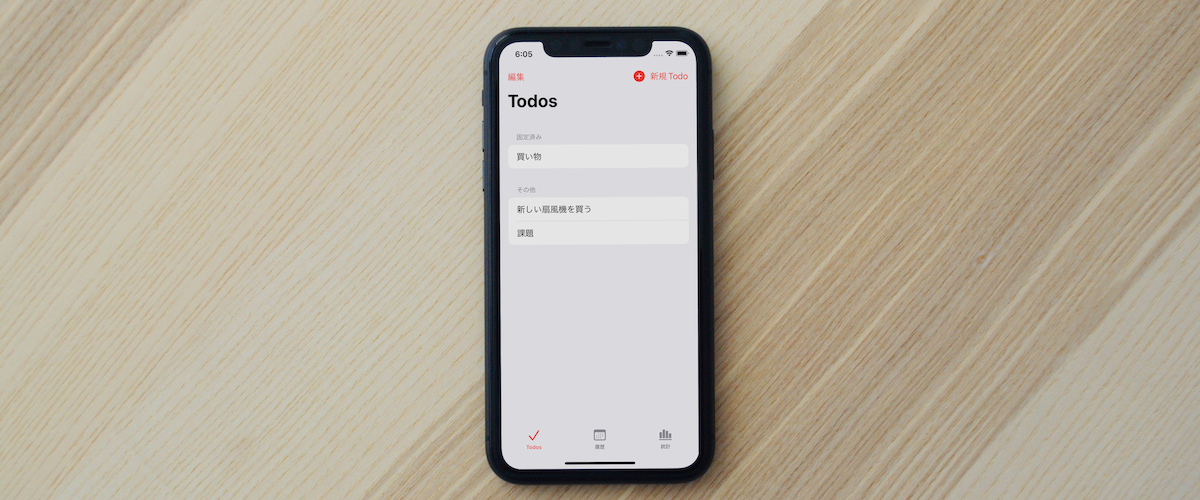 6:05
編集
新規 Todo
Todos
固定済み
買い物
その他
新しい扇風機を買う
課題
Todos
履歴
統計